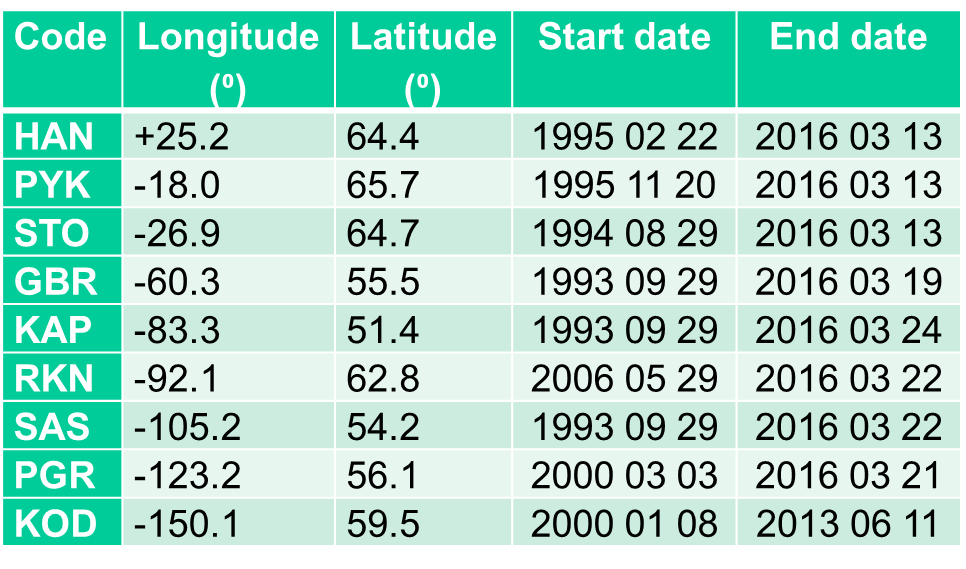 Code Longitude (⁰) Latitude (⁰) Start date End date
HAN +25.2 64.4 1995 02 22 2016 03 13
PYK -18.0 65.7 1995 11 20 2016 03 13
STO -26.9 64.7 1994 08 29 2016 03 13
GBR -60.3 55.5 1993 09 29 2016 03 19
KAP -83.3 51.4 1993 09 29 2016 03 24
RKN -92.1 62.8 2006 05 29 2016 03 22
SAS -105.2 54.2 1993 09 29 2016 03 22
PGR -123.2 56.1 2000 03 03 2016 03 21
KOD -150.1 59.5 2000 01 08 2013 06 11